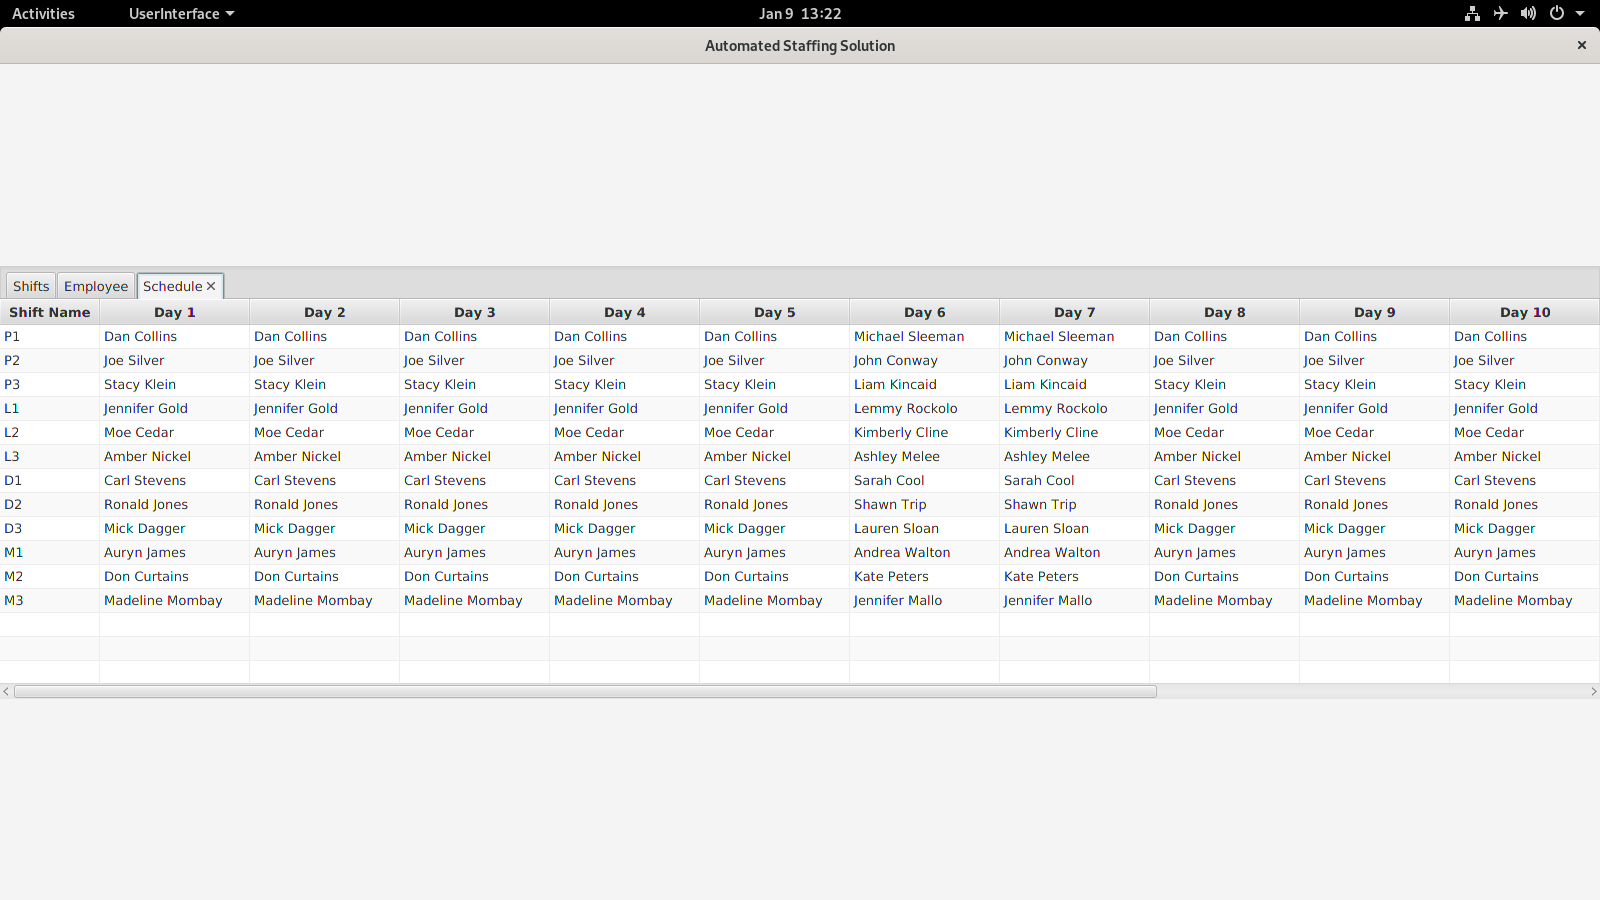 Activities UserInterface Jan 9 13:22
Automated Staffing Solution
Shifts Employee Schedule
Shift Name Day 1 Day 2 Day 3 Day 4 Day 5 Day 6 Day 7 Day 8 Day 9 Day 10
P1 Dan Collins Dan Collins Dan Collins Dan Collins Dan Collins Michael Sleeman Michael Sleeman Dan Collins Dan Collins Dan Collins
P2 Joe Silver Joe Silver Joe Silver Joe Silver Joe Silver John Conway John Conway Joe Silver Joe Silver Joe Silver
P3 Stacy Klein Stacy Klein Stacy Klein Stacy Klein Stacy Klein Liam Kincaid Liam Kincaid Stacy Klein Stacy Klein Stacy Klein
L1 Jennifer Gold Jennifer Gold Jennifer Gold Jennifer Gold Jennifer Gold Lemmy Rockolo Lemmy Rockolo Jennifer Gold Jennifer Gold Jennifer Gold
L2 Moe Cedar Moe Cedar Moe Cedar Moe Cedar Moe Cedar Kimberly Cline Kimberly Cline Moe Cedar Moe Cedar Moe Cedar
L3 Amber Nickel Amber Nickel Amber Nickel Amber Nickel Amber Nickel Ashley Melee Ashley Melee Amber Nickel Amber Nickel Amber Nickel
D1 Carl Stevens Carl Stevens Carl Stevens Carl Stevens Carl Stevens Sarah Cool Sarah Cool Carl Stevens Carl Stevens Carl Stevens
D2 Ronald Jones Ronald Jones Ronald Jones Ronald Jones Ronald Jones Shawn Trip Shawn Trip Ronald Jones Ronald Jones Ronald Jones
D3 Mick Dagger Mick Dagger Mick Dagger Mick Dagger Mick Dagger Lauren Sloan Lauren Sloan Mick Dagger Mick Dagger Mick Dagger
M1 Auryn James Auryn James Auryn James Auryn James Auryn James Andrea Walton Andrea Walton Auryn James Auryn James Auryn James
M2 Don Curtains Don Curtains Don Curtains Don Curtains Don Curtains Kate Peters Kate Peters Don Curtains Don Curtains Don Curtains
M3 Madeline Mombay Madeline Mombay Madeline Mombay Madeline Mombay Madeline Mombay Jennifer Mallo Jennifer Mallo Madeline Mombay Madeline Mombay Madeline Mombay